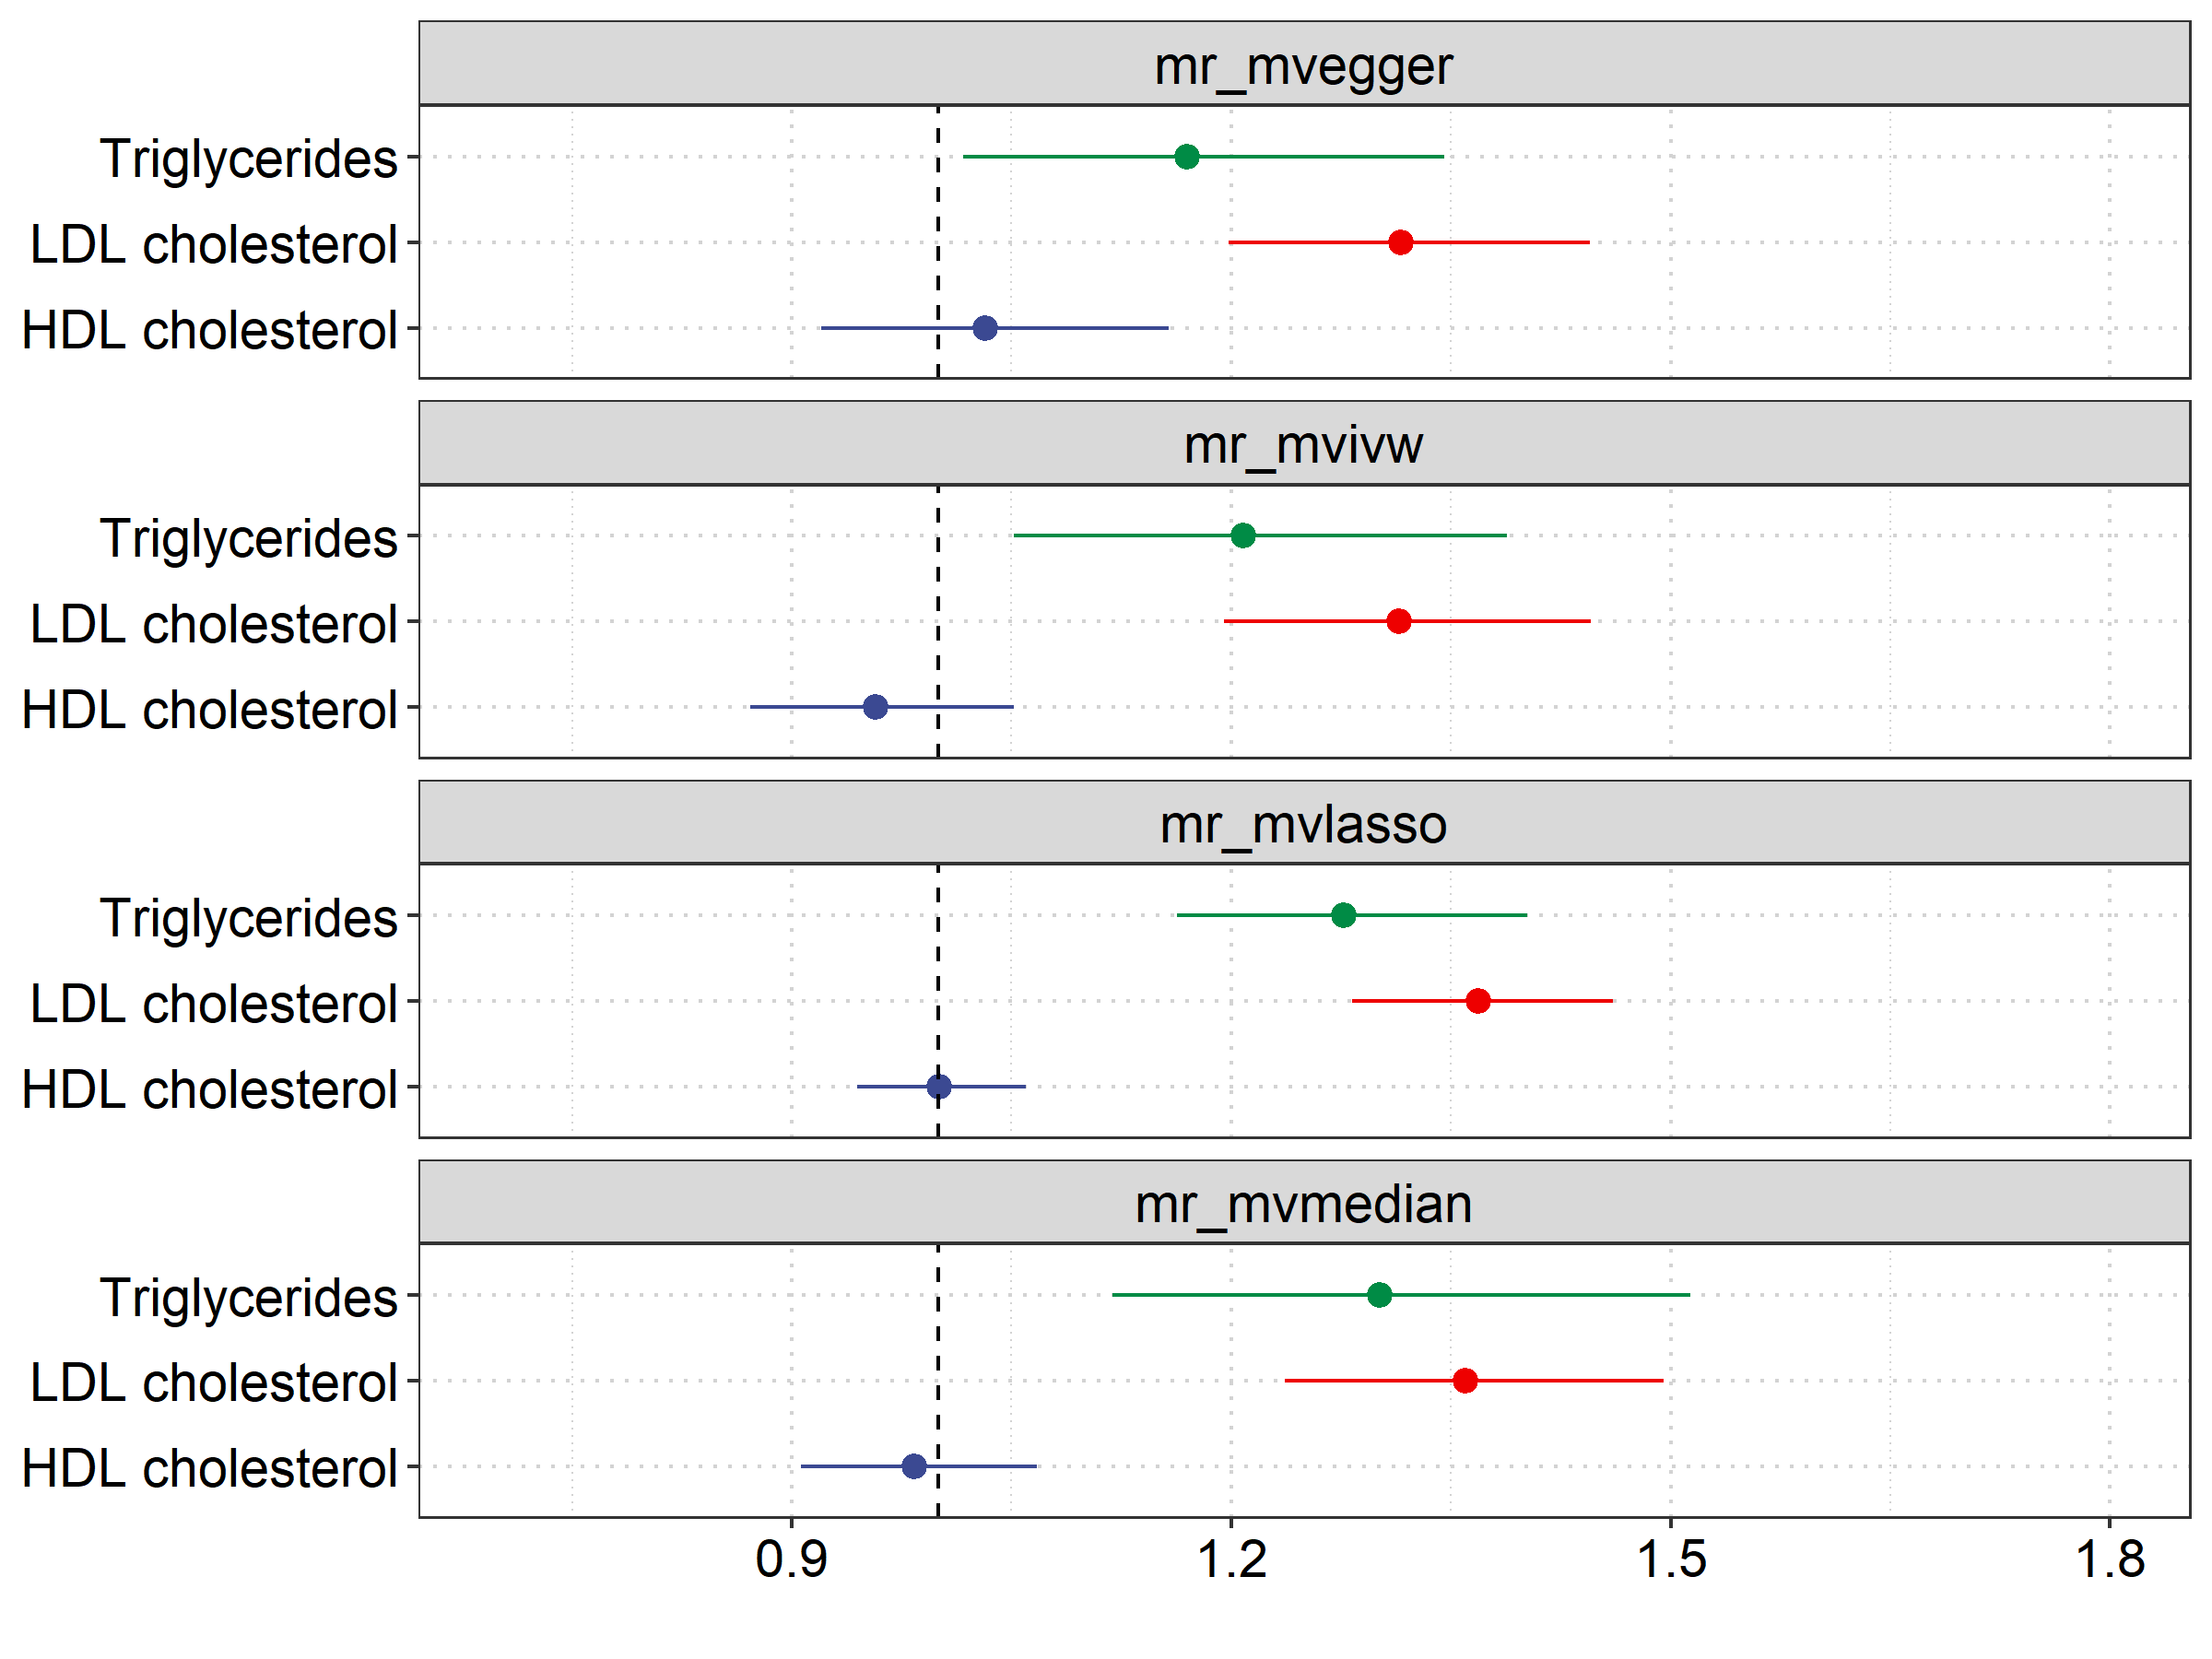 mr_mvegger
Triglycerides
LDL cholesterol
HDL cholesterol
mr_mvivw
Triglycerides
LDL cholesterol
HDL cholesterol
mr_mvlasso
Triglycerides
LDL cholesterol
HDL cholesterol
mr_mvmedian
Triglycerides
LDL cholesterol
HDL cholesterol
0.9 1.2 1.5 1.8